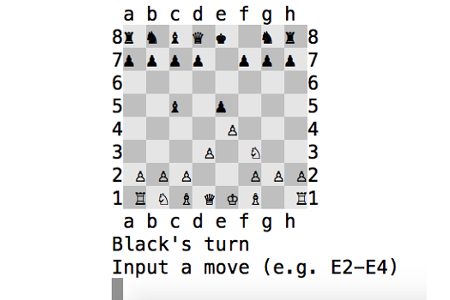 a b c d e f g h
8 8
7 7
6 6
5 5
4 4
3 3
2 2
1 1
a b c d e f g h
Black's turn
Input a move (e.g. E2-E4)